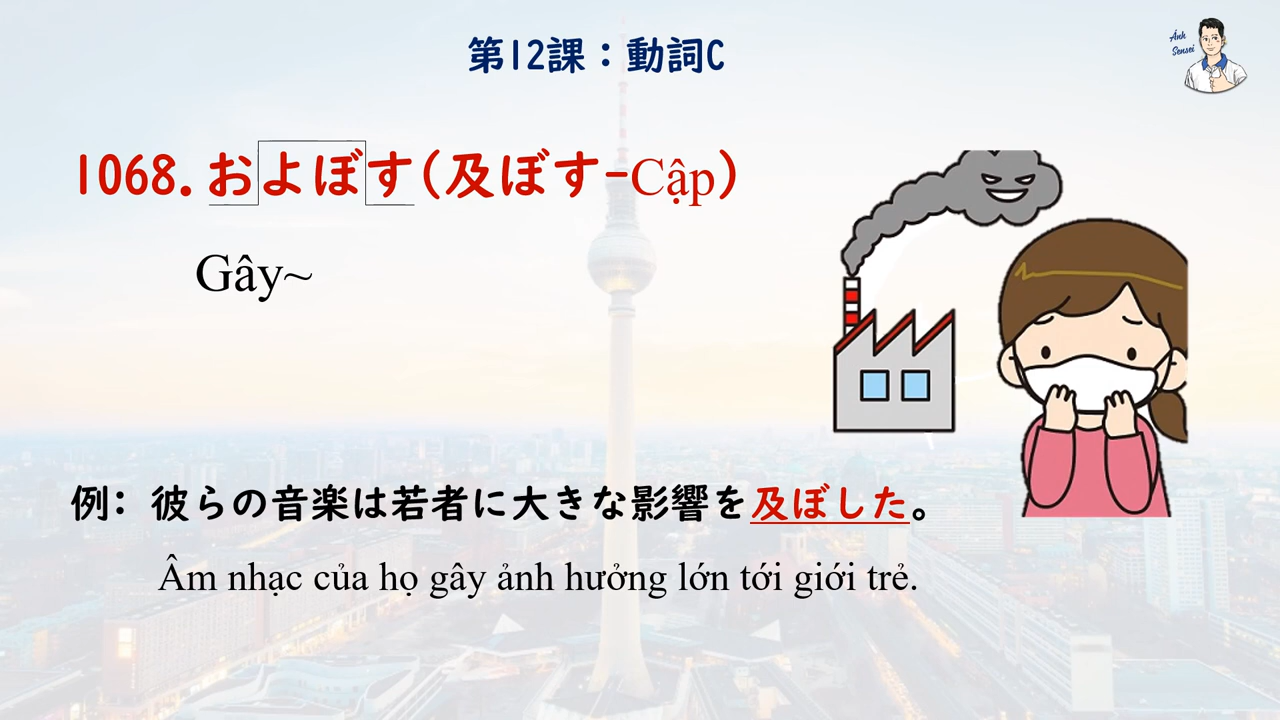 第12課：動詞C
Anh
Sensei
1068. およぼす(及ぼす-Cập)
Gây~
例: 彼らの音楽は若者に大きな影響を及ぼした。
Âm nhạc của họ gây ảnh hưởng lớn tới giới trẻ.